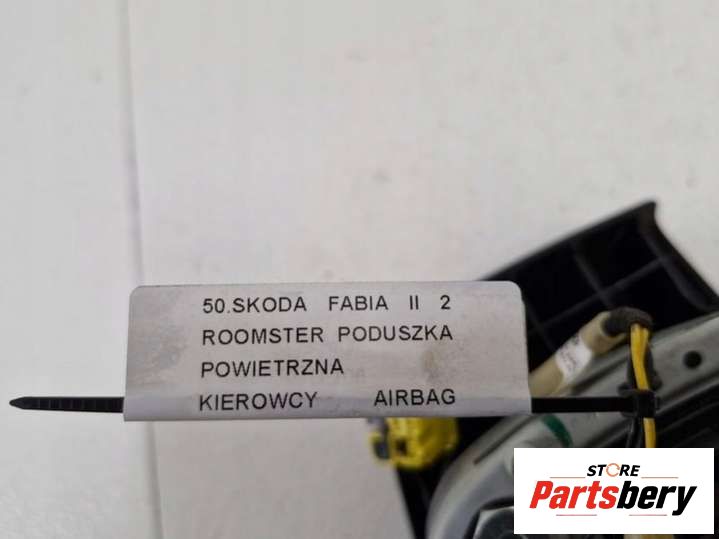 50.SKODA FABIA II 2
ROOMSTER PODUSZKA
POWIETRZNA
KIEROWCY AIRBAG
STORE
Partsbery